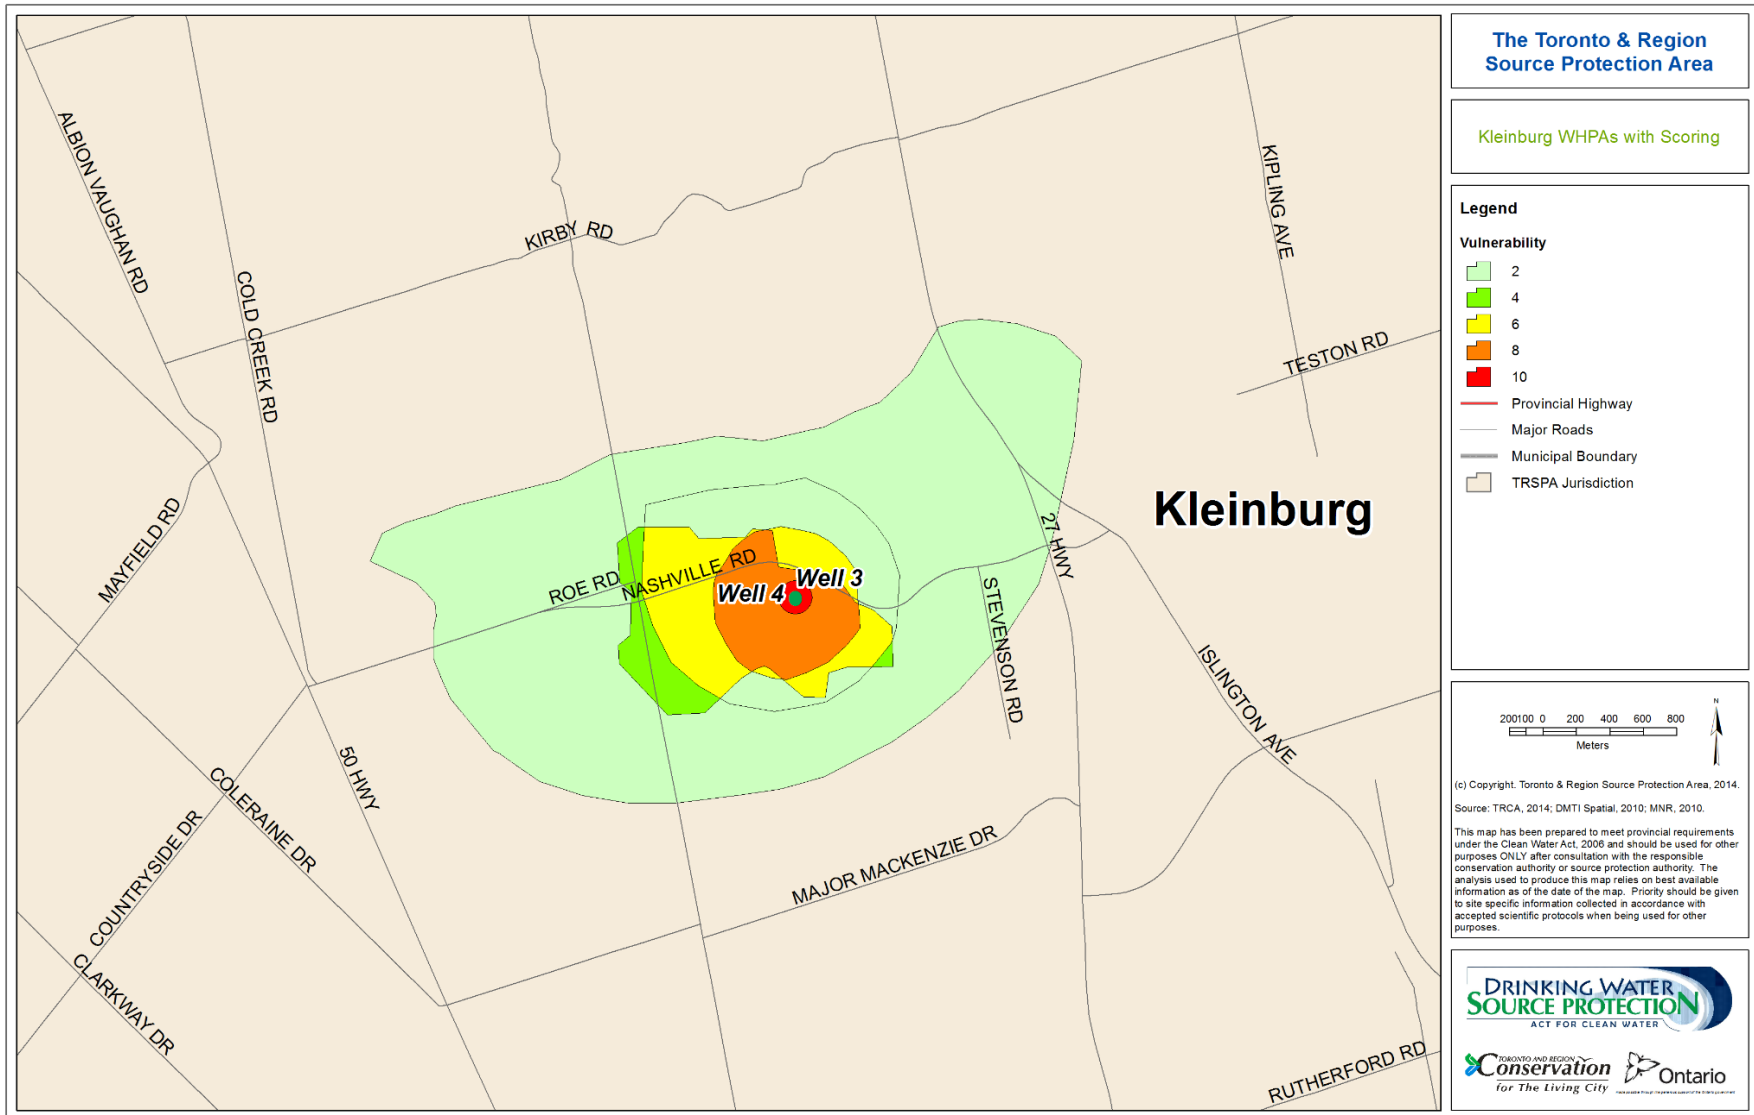 The Toronto & Region
Source Protection Area
Kleinburg WHPAs with Scoring
Legend
Vulnerability
2
4
6
8
10
Provincial Highway
Major Roads
Municipal Boundary
TRSPA Jurisdiction
200100 0 200 400 600 800
Meters
N
(c) Copyright. Toronto & Region Source Protection Area, 2014.
Source: TRCA, 2014; DMTI Spatial, 2010; MNR, 2010.
This map has been prepared to meet provincial requirements
under the Clean Water Act, 2006 and should be used for other
purposes ONLY after consultation with the responsible
conservation authority or source protection authority. The
analysis used to produce this map relies on best available
information as of the date of the map. Priority should be given
to site specific information collected in accordance with
accepted scientific protocols when being used for other
purposes.
DRINKING WATER
SOURCE PROTECTION
ACT FOR CLEAN WATER
TORONTO AND REGION
Conservation
for The Living City
Ontario
ALBION VAUGHAN RD
COLD CREEK RD
KIRBY RD
KIPLING AVE
TESTON RD
MAYFIELD RD
Kleinburg
27 HWY
ROE RD
NASHVILLE RD
Well 3
Well 4
STEVENSON RD
ISLINGTON AVE
50 HWY
COLERAINE DR
COUNTRYSIDE DR
MAJOR MACKENZIE DR
CLARKWAY DR
RUTHERFORD RD